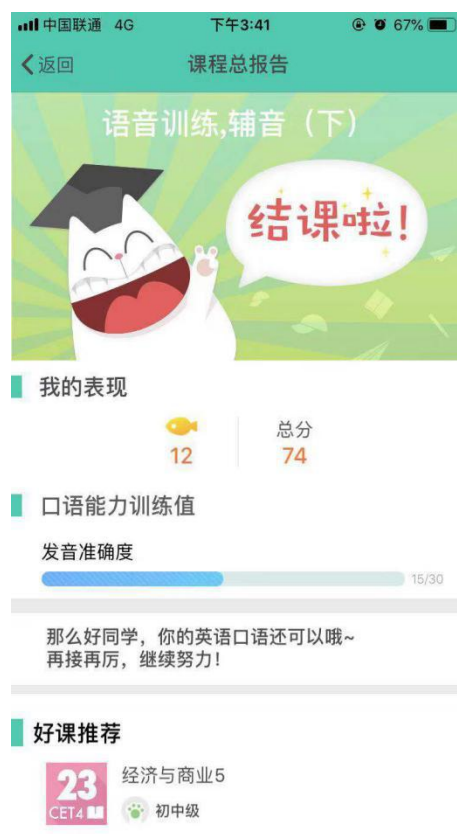 中国联通 4G 下午3:41 67%
返回 课程总报告
语音训练,辅音（下）
结课啦!
我的表现
总分
12 74
口语能力训练值
发音准确度
15/30
那么好同学，你的英语口语还可以哦~
再接再厉，继续努力！
好课推荐
23 经济与商业5
CET4 初中级